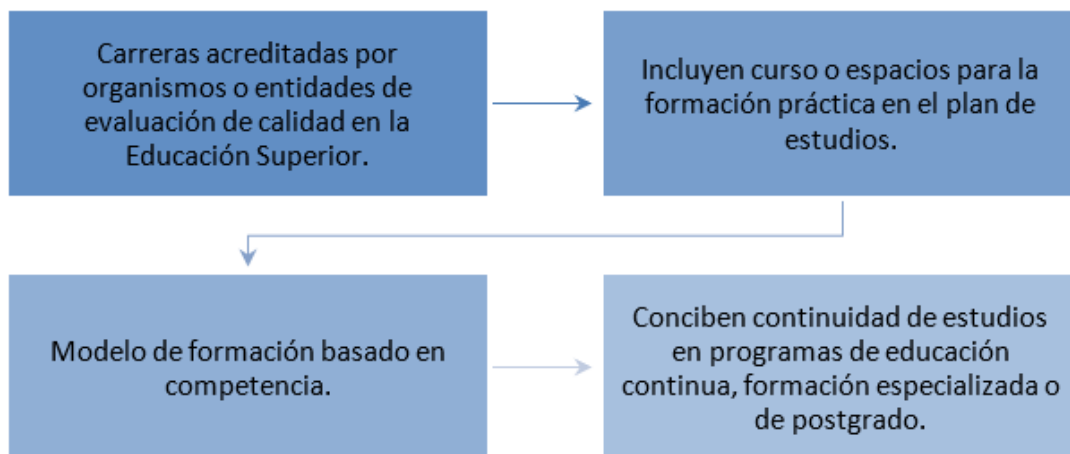 Carreras acreditadas por
organismos o entidades de
evaluación de calidad en la
Educación Superior.
Incluyen curso o espacios para la
formación práctica en el plan de
estudios.
Modelo de formación basado en
competencia.
Conciben continuidad de estudios
en programas de educación
continua, formación especializada o
de postgrado.